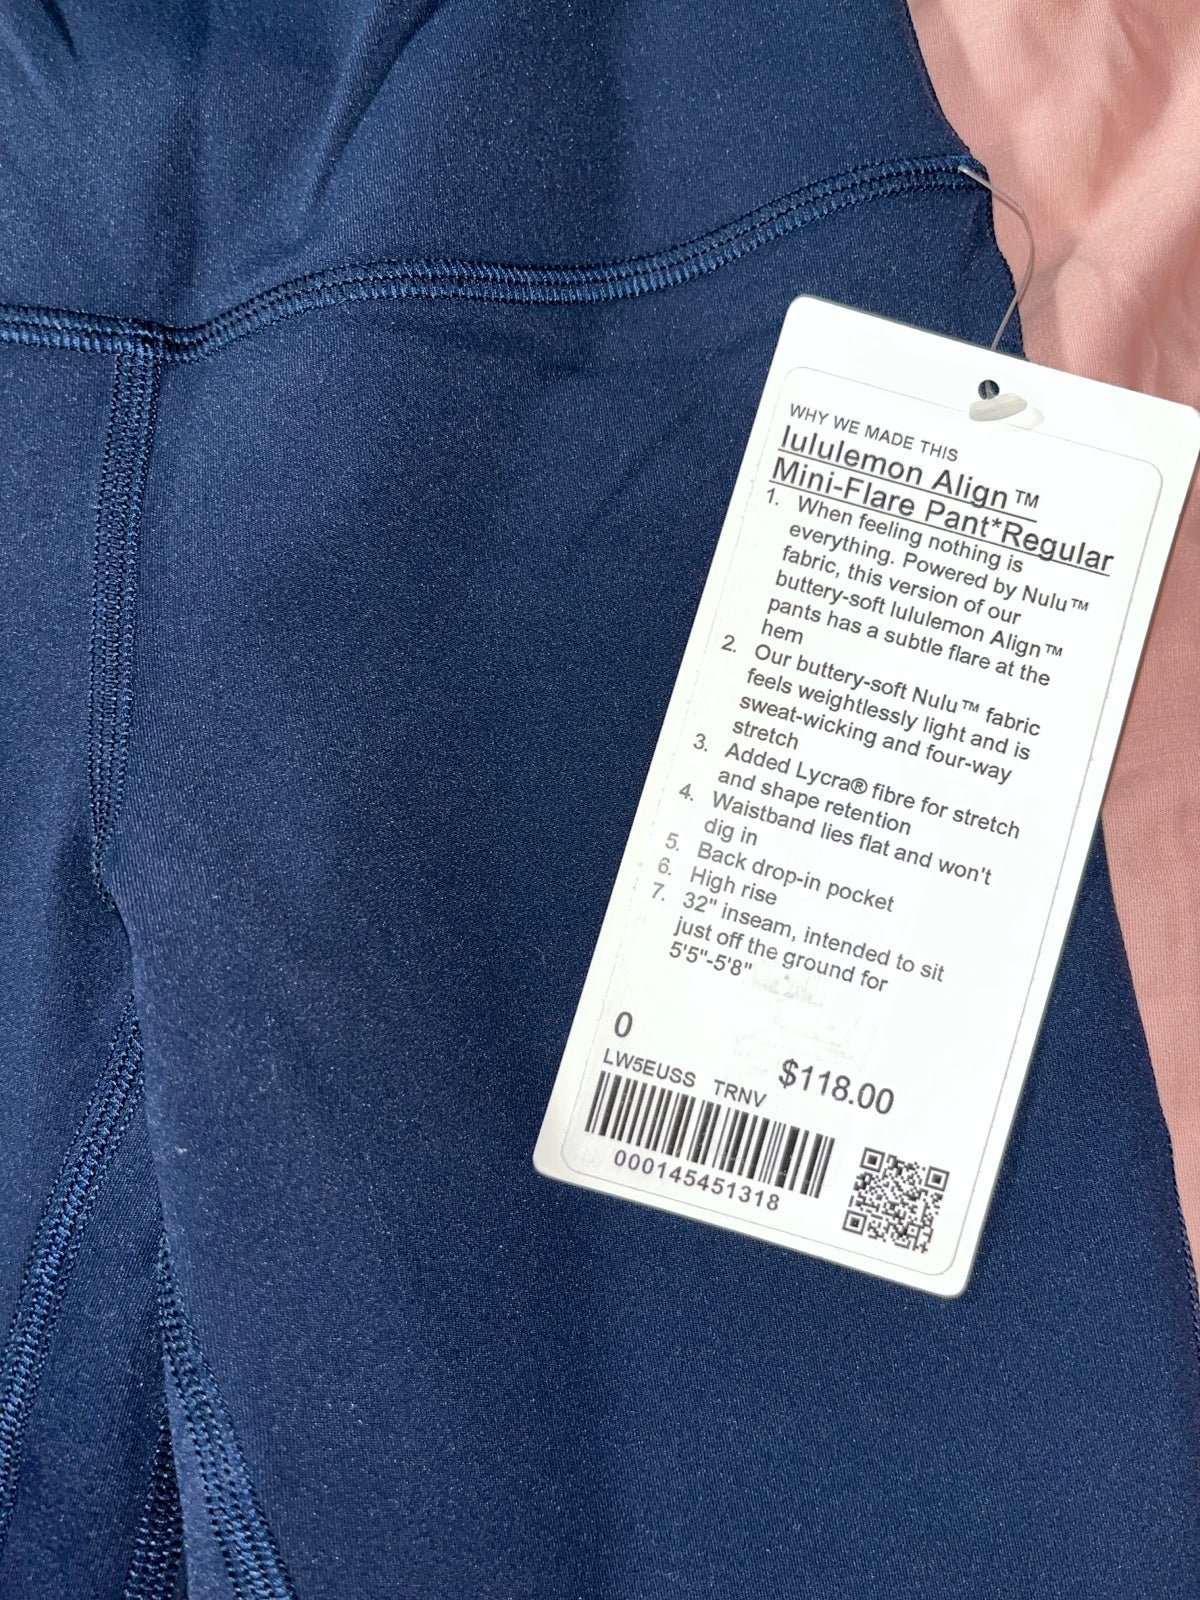 WHY WE MADE THIS
lululemon Align™
Mini-Flare Pant*Regular
1. When feeling nothing is
everything. Powered by Nulu™
fabric, this version of our
buttery-soft lululemon Align™
pants has a subtle flare at the
hem
2. Our buttery-soft Nulu™ fabric
feels weightlessly light and is
sweat-wicking and four-way
stretch
3. Added Lycra® fibre for stretch
and shape retention
4. Waistband lies flat and won't
dig in
5. Back drop-in pocket
6. High rise
7. 32" inseam, intended to sit
just off the ground for
5'5"-5'8"
0
$118.00
LW5EUSS TRNV
000145451318